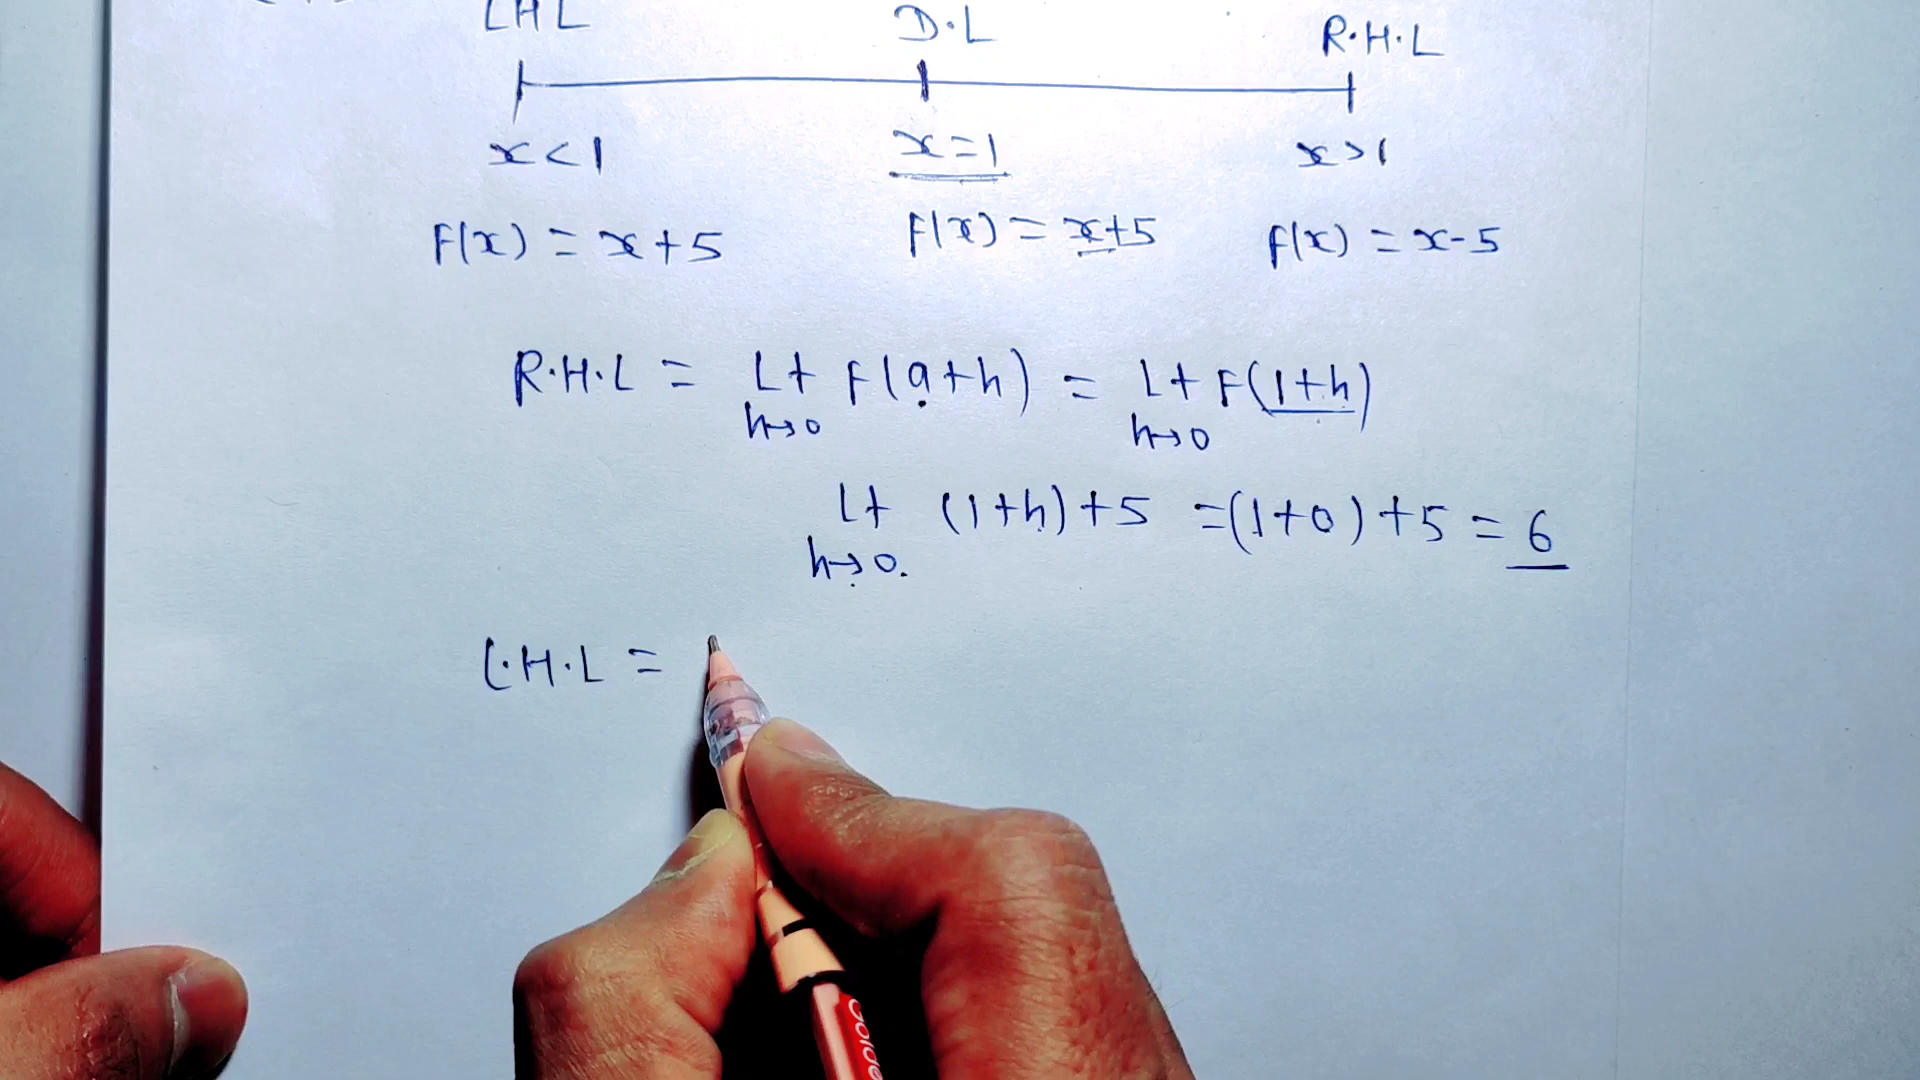 LHL D.L R.H.L
x<1 x=1 x>1
F(x) = x+5 F(x) = x+5 F(x) = x-5
R.H.L = Lt F(a+h) = Lt F(1+h)
h→0 h→0
Lt (1+h)+5 =(1+0)+5 = 6
h→0.
L.H.L =